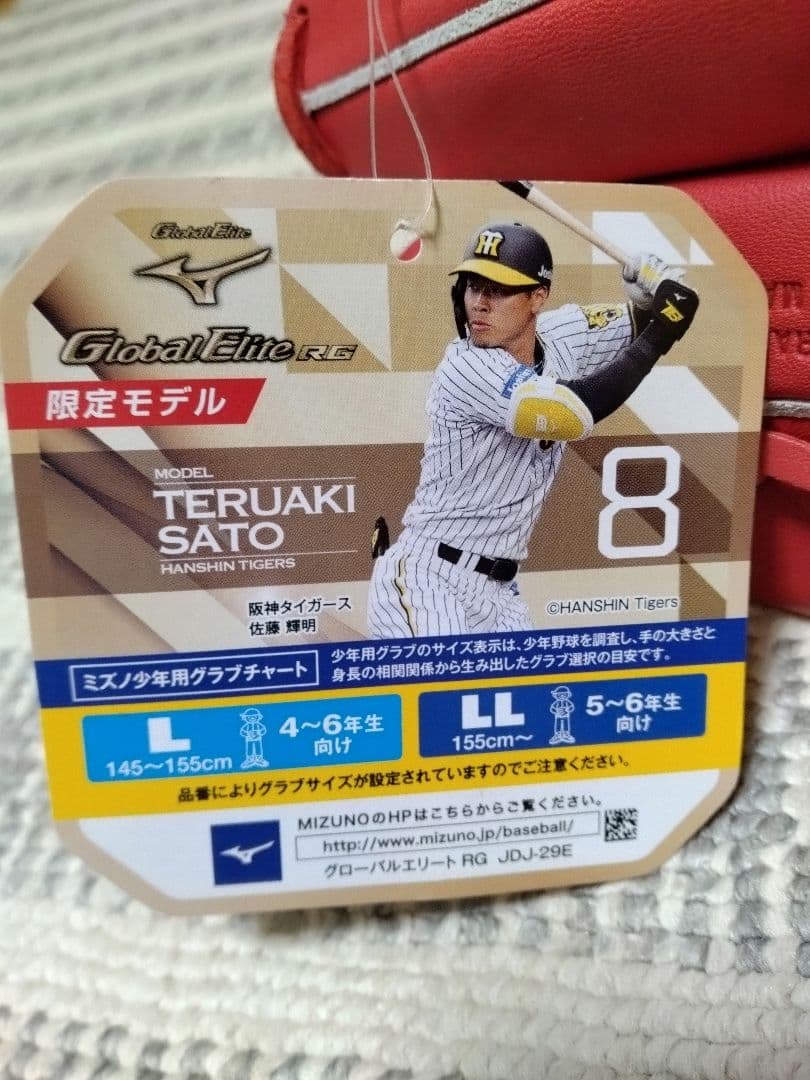 Global Elite
Global Elite RG
限定モデル
MODEL
TERUAKI
SATO
HANSHIN TIGERS
8
阪神タイガース
佐藤 輝明
©HANSHIN Tigers
ミズノ少年用グラブチャート
少年用グラブのサイズ表示は、少年野球を調査し、手の大きさと
身長の相関関係から生み出したグラブ選択の目安です。
L
145〜155cm
4〜6年生
向け
LL
155cm〜
5〜6年生
向け
品番によりグラブサイズが設定されていますのでご注意ください。
MIZUNOのHPはこちらからご覧ください。
http://www.mizuno.jp/baseball/
グローバルエリート RG JDJ-29E